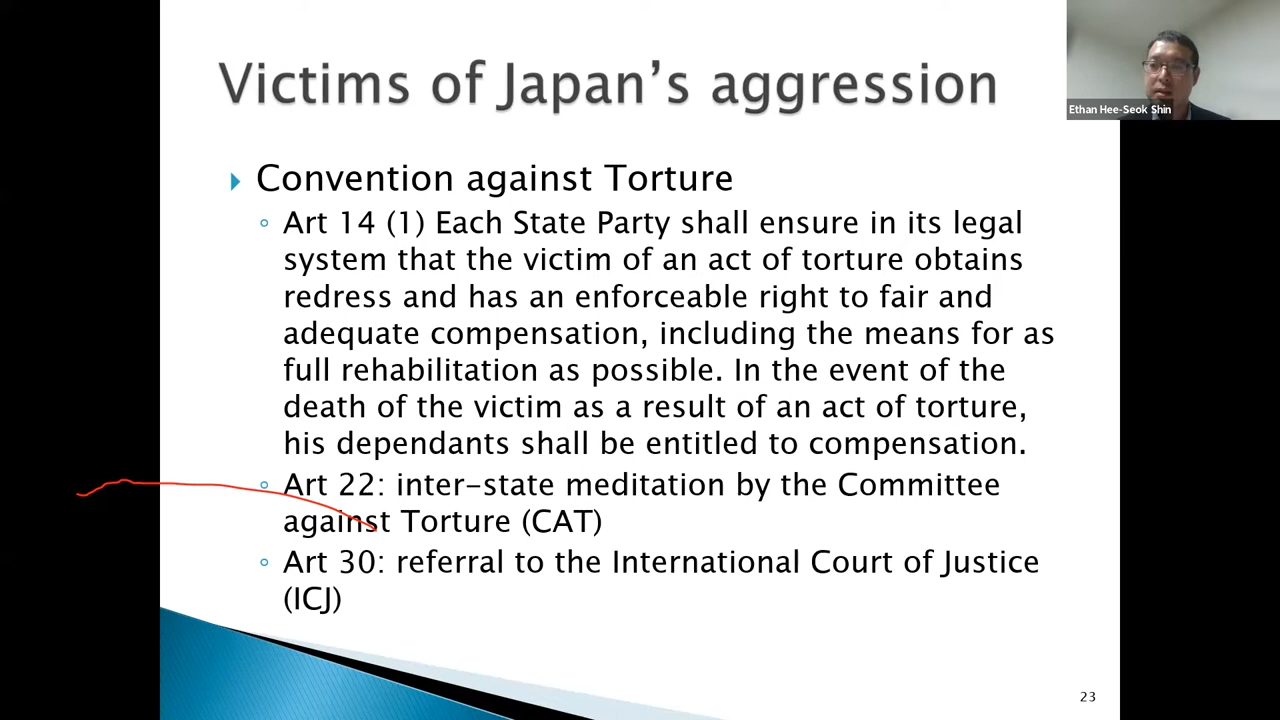 Victims of Japan’s aggression
Ethan Hee-Seok Shin
Convention against Torture
Art 14 (1) Each State Party shall ensure in its legal
system that the victim of an act of torture obtains
redress and has an enforceable right to fair and
adequate compensation, including the means for as
full rehabilitation as possible. In the event of the
death of the victim as a result of an act of torture,
his dependants shall be entitled to compensation.
Art 22: inter-state meditation by the Committee
against Torture (CAT)
Art 30: referral to the International Court of Justice
(ICJ)
23